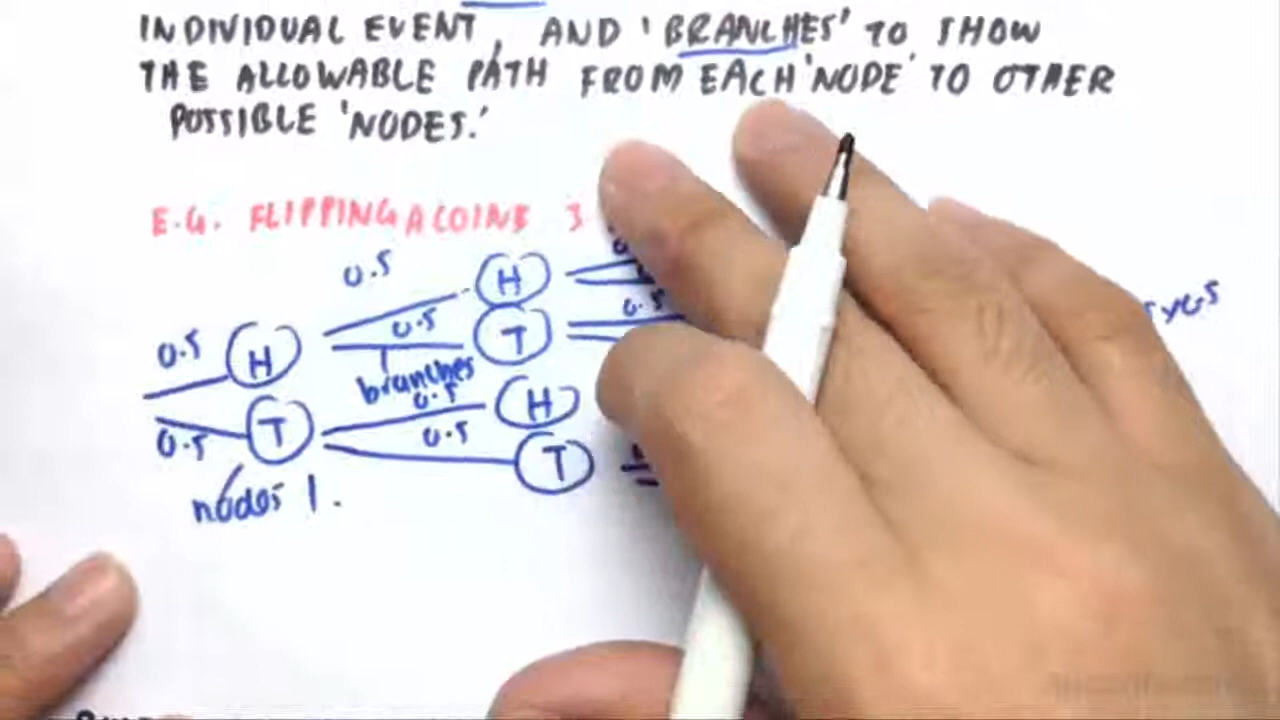 INDIVIDUAL EVENT, AND 'BRANCHES' TO SHOW
THE ALLOWABLE PATH FROM EACH 'NODE' TO OTHER
POSSIBLE 'NODES.'
E.G. FLIPPING A COINE 3
0.5
H
0.5
0.5
T
0.5
H
branches
0.5
H
0.5
T
0.5
T
nodes 1.